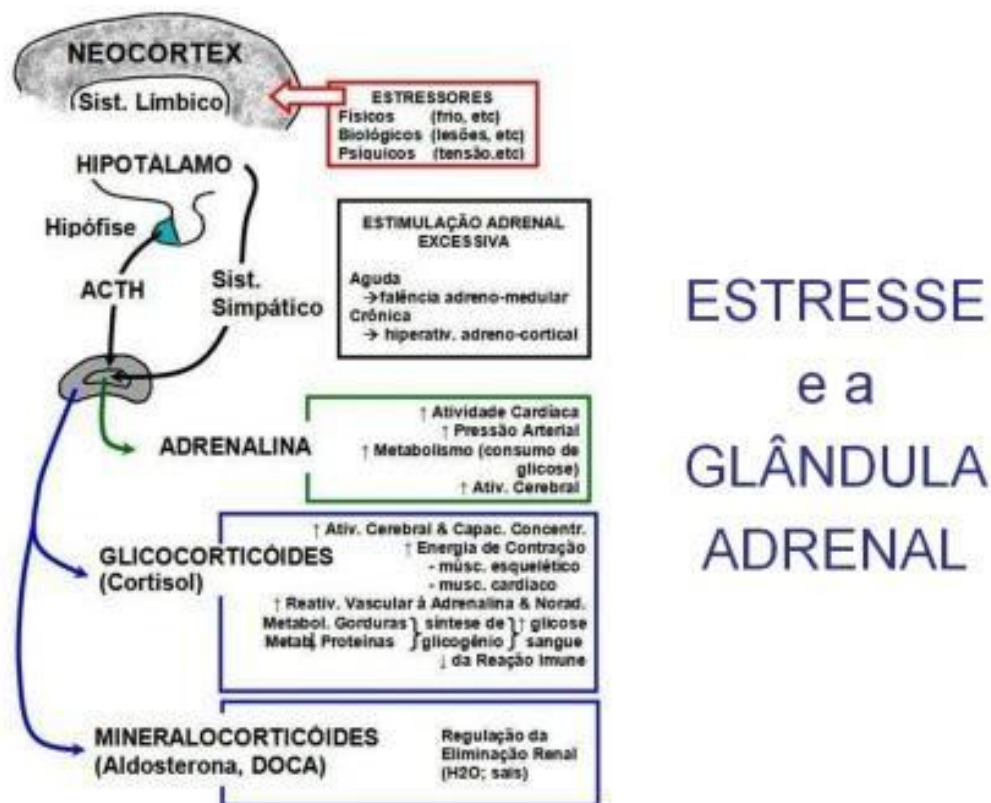 NEOCÓRTEX
(Sist. Límbico)
ESTRESSORES
Físicos (frio, etc)
Biológicos (lesões, etc)
Psíquicos (tensão.etc)
HIPOTÁLAMO
Hipófise
ACTH
Sist.
Simpático
ESTIMULAÇÃO ADRENAL
EXCESSIVA
Aguda
→falência adreno-medular
Crônica
→ hiperativ. adreno-cortical
ADRENALINA
↑ Atividade Cardíaca
↑ Pressão Arterial
↑ Metabolismo (consumo de
glicose)
↑ Ativ. Cerebral
GLICOCORTICÓIDES
(Cortisol)
↑ Ativ. Cerebral & Capac. Concentr.
↑ Energia de Contração
- músc. esquelético
- musc. cardíaco
↑ Reativ. Vascular à Adrenalina & Norad.
Metabol. Gorduras } síntese de } ↑ glicose
Metab. Proteínas } glicogênio } sangue
↓ da Reação Imune
MINERALOCORTICÓIDES
(Aldosterona, DOCA)
Regulação da
Eliminação Renal
(H2O; sais)
ESTRESSE
e a
GLÂNDULA
ADRENAL